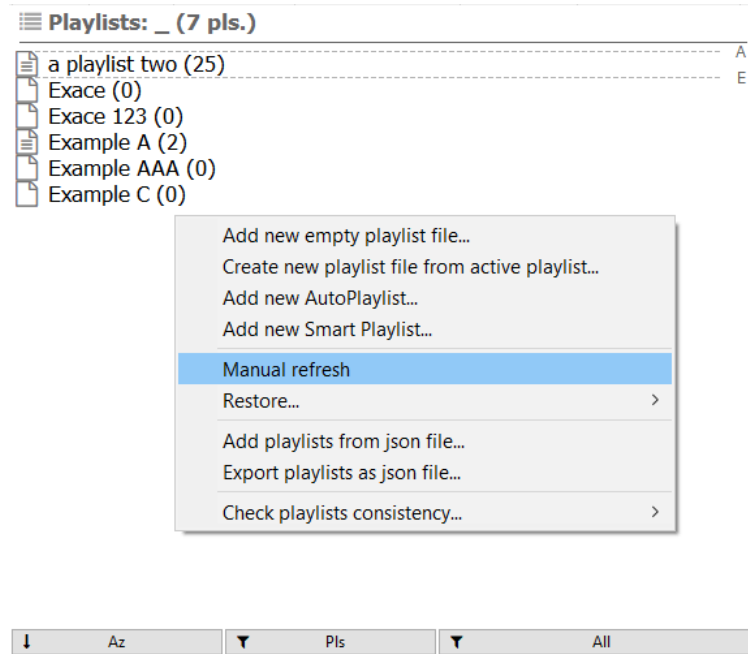 Playlists: _ (7 pls.)
A
a playlist two (25)
E
Exace (0)
Exace 123 (0)
Example A (2)
Example AAA (0)
Example C (0)
Add new empty playlist file...
Create new playlist file from active playlist...
Add new AutoPlaylist...
Add new Smart Playlist...
Manual refresh
Restore...
Add playlists from json file...
Export playlists as json file...
Check playlists consistency...
Az Pls All